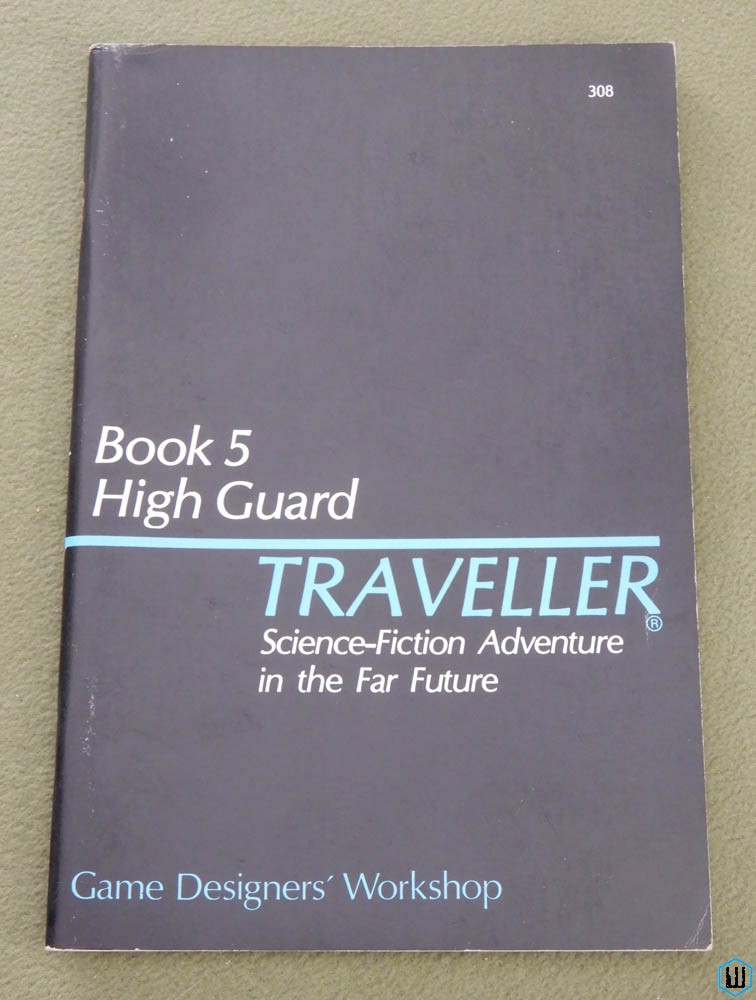 308
Book 5
High Guard
TRAVELLER®
Science-Fiction Adventure
in the Far Future
Game Designers' Workshop
W